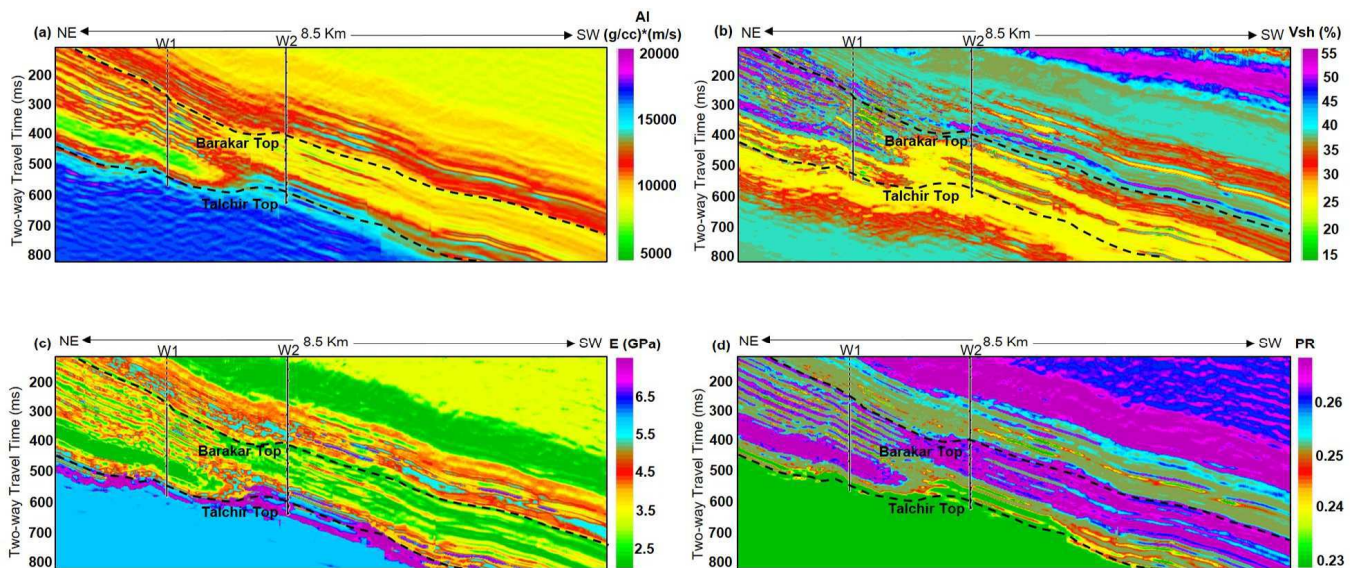 (a) NE 8.5 Km SW AI (g/cc)*(m/s)
W1 W2
Two-way Travel Time (ms)
200
300
400
500
600
700
800
Barakar Top
Talchir Top
20000
15000
10000
5000
(b) NE 8.5 Km SW Vsh (%)
W1 W2
Two-way Travel Time (ms)
200
300
400
500
600
700
800
Barakar Top
Talchir Top
55
50
45
40
35
30
25
20
15
(c) NE 8.5 Km SW E (GPa)
W1 W2
Two-way Travel Time (ms)
200
300
400
500
600
700
800
Barakar Top
Talchir Top
6.5
5.5
4.5
3.5
2.5
(d) NE 8.5 Km SW PR
W1 W2
Two-way Travel Time (ms)
200
300
400
500
600
700
800
Barakar Top
Talchir Top
0.26
0.25
0.24
0.23